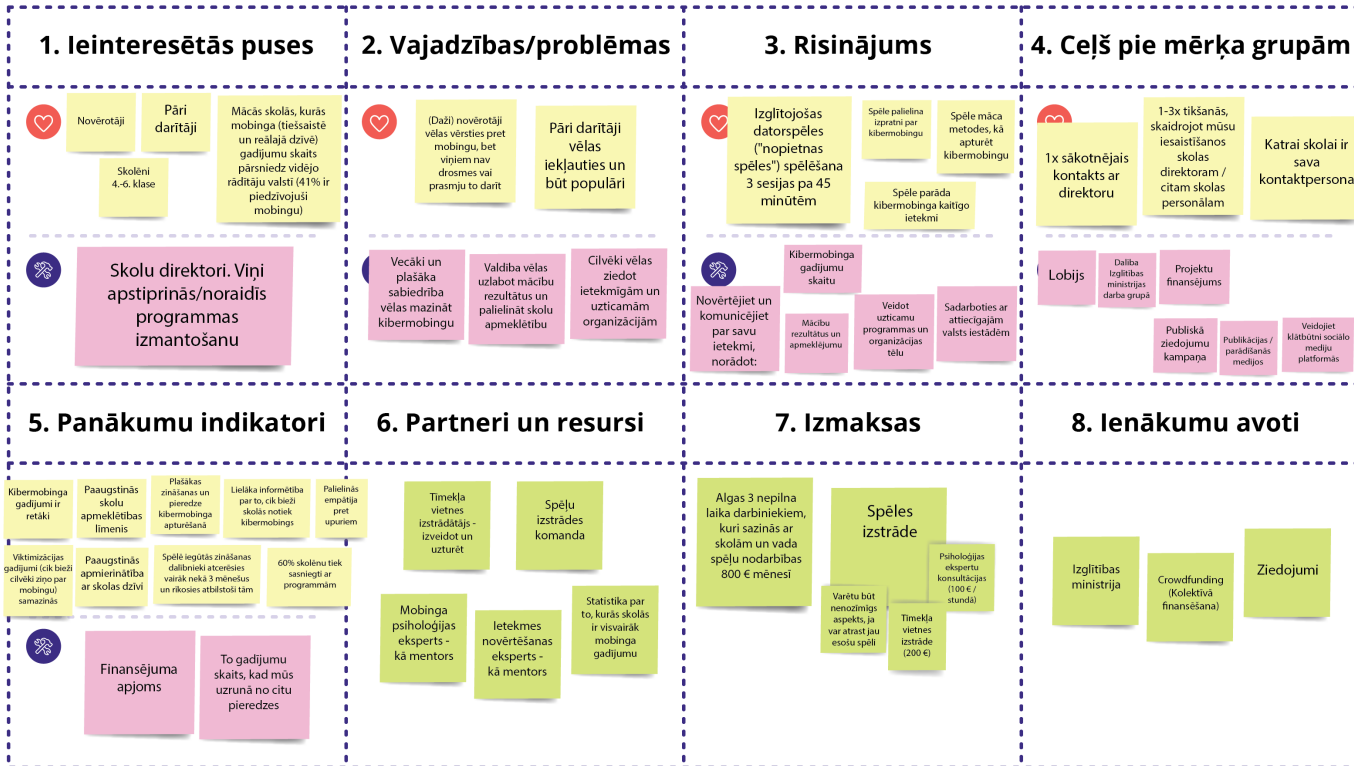 1. Ieinteresētās puses
Novērotāji
Pāri
darītāji
Skolēni
4.-6. klase
Mācās skolās, kurās
mobinga (tiešsaistē
un reālajā dzīvē)
gadījumu skaits
pārsniedz vidējo
rādītāju valstī (41% ir
piedzīvojuši
mobingu)
Skolu direktori. Viņi
apstiprinās/noraidīs
programmas
izmantošanu
2. Vajadzības/problēmas
(Daži) novērotāji
vēlas vērsties pret
mobingu, bet
viņiem nav
drosmes vai
prasmju to darīt
Pāri darītāji
vēlas
iekļauties un
būt populāri
Vecāki un
plašāka
sabiedrība
vēlas mazināt
kibermobingu
Valdība vēlas
uzlabot mācību
rezultātus un
palielināt skolu
apmeklētību
Cilvēki vēlas
ziedot
ietekmīgām un
uzticamām
organizācijām
3. Risinājums
Izglītojošas
datorspēles
("nopietnas
spēles") spēlēšana
3 sesijas pa 45
minūtēm
Spēle palielina
izpratni par
kibermobingu
Spēle māca
metodes, kā
apturēt
kibermobingu
Spēle parāda
kibermobinga kaitīgo
ietekmi
Kibermobinga
gadījumu
skaitu
Novērtējiet un
komunicējiet
par savu
ietekmi,
norādot:
Mācību
rezultātus un
apmeklējumu
Veidot
uzticamu
programmas un
organizācijas
tēlu
Sadarboties ar
attiecīgajām
valsts iestādēm
4. Ceļš pie mērķa grupām
1x sākotnējais
kontakts ar
direktoru
1-3x tikšanās,
skaidrojot mūsu
iesaistīšanos
skolas
direktoram /
citam skolas
personālam
Katrai skolai ir
sava
kontaktpersona
Lobijs
Dalība
Izglītības
ministrijas
darba grupā
Projektu
finansējums
Publiskā
ziedojumu
kampaņa
Publikācijas /
parādīšanās
medijos
Veidojiet
klātbūtni sociālo
mediju
platformās
5. Panākumu indikatori
Kibermobinga
gadījumi ir
retāki
Paaugstinās
skolu
apmeklētības
līmenis
Plašākas
zināšanas un
pieredze
kibermobinga
apturēšanā
Lielāka informētība
par to, cik bieži
skolās notiek
kibermobings
Palielinās
empātija
pret
upuriem
Viktimizācijas
gadījumi (cik bieži
cilvēki ziņo par
mobingu)
samazinās
Paaugstinās
apmierinātība
ar skolas dzīvi
Spēlē iegūtās zināšanas
dalībnieki atcerēsies
vairāk nekā 3 mēnešus
un rīkosies atbilstoši tām
60% skolēnu tiek
sasniegti ar
programmām
Finansējuma
apjoms
To gadījumu
skaits, kad mūs
uzrunā no citu
pieredzes
6. Partneri un resursi
Tīmekļa
vietnes
izstrādātājs -
izveidot un
uzturēt
Spēļu
izstrādes
komanda
Mobinga
psiholoģijas
eksperts -
kā mentors
Ietekmes
novērtēšanas
eksperts -
kā mentors
Statistika par
to, kurās skolās
ir visvairāk
mobinga
gadījumu
7. Izmaksas
Algas 3 nepilna
laika darbiniekiem,
kuri sazinās ar
skolām un vada
spēļu nodarbības
800 € mēnesī
Spēles
izstrāde
Psiholoģijas
ekspertu
konsultācijas
(100 € /
stundā)
Varētu būt
nenozīmīgs
aspekts, ja
var atrast jau
esošu spēli
Tīmekļa
vietnes
izstrāde
(200 €)
8. Ienākumu avoti
Izglītības
ministrija
Crowdfunding
(Kolektīvā
finansēšana)
Ziedojumi